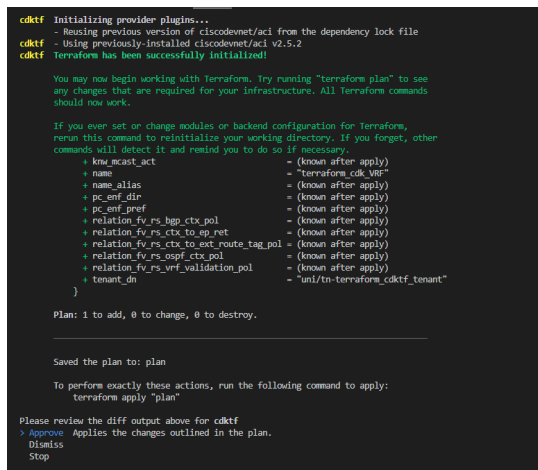 cdktf  Initializing provider plugins...
       - Reusing previous version of ciscodevnet/aci from the dependency lock file
cdktf  - Using previously-installed ciscodevnet/aci v2.5.2
cdktf  Terraform has been successfully initialized!
       You may now begin working with Terraform. Try running "terraform plan" to see
       any changes that are required for your infrastructure. All Terraform commands
       should now work.
       If you ever set or change modules or backend configuration for Terraform,
       rerun this command to reinitialize your working directory. If you forget, other
       commands will detect it and remind you to do so if necessary.
             + knw_mcast_act                       = (known after apply)
             + name                                = "terraform_cdk_VRF"
             + name_alias                          = (known after apply)
             + pc_enf_dir                          = (known after apply)
             + pc_enf_pref                         = (known after apply)
             + relation_fv_rs_bgp_ctx_pol          = (known after apply)
             + relation_fv_rs_ctx_to_ep_ret        = (known after apply)
             + relation_fv_rs_ctx_to_ext_route_tag_pol = (known after apply)
             + relation_fv_rs_ospf_ctx_pol         = (known after apply)
             + relation_fv_rs_vrf_validation_pol   = (known after apply)
             + tenant_dn                           = "uni/tn-terraform_cdktf_tenant"
           }
       Plan: 1 to add, 0 to change, 0 to destroy.
       Saved the plan to: plan
       To perform exactly these actions, run the following command to apply:
           terraform apply "plan"
Please review the diff output above for cdktf
> Approve  Applies the changes outlined in the plan.
  Dismiss
  Stop